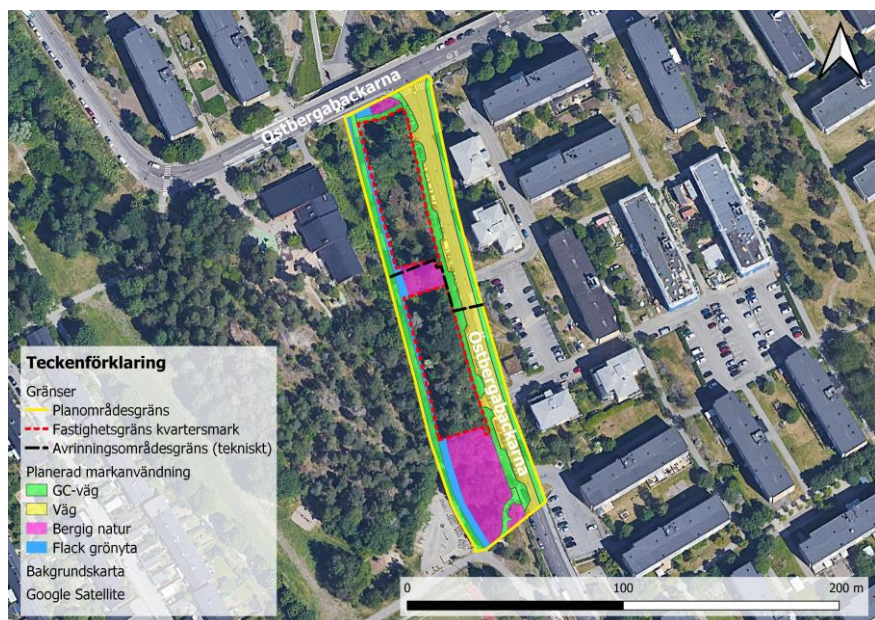 Östbergabackarna
Östbergabackarna
Teckenförklaring
Gränser
Planområdesgräns
Fastighetsgräns kvartersmark
Avrinningsområdesgräns (tekniskt)
Planerad markanvändning
GC-väg
Väg
Bergig natur
Flack grönyta
Bakgrundskarta
Google Satellite
0 100 200 m